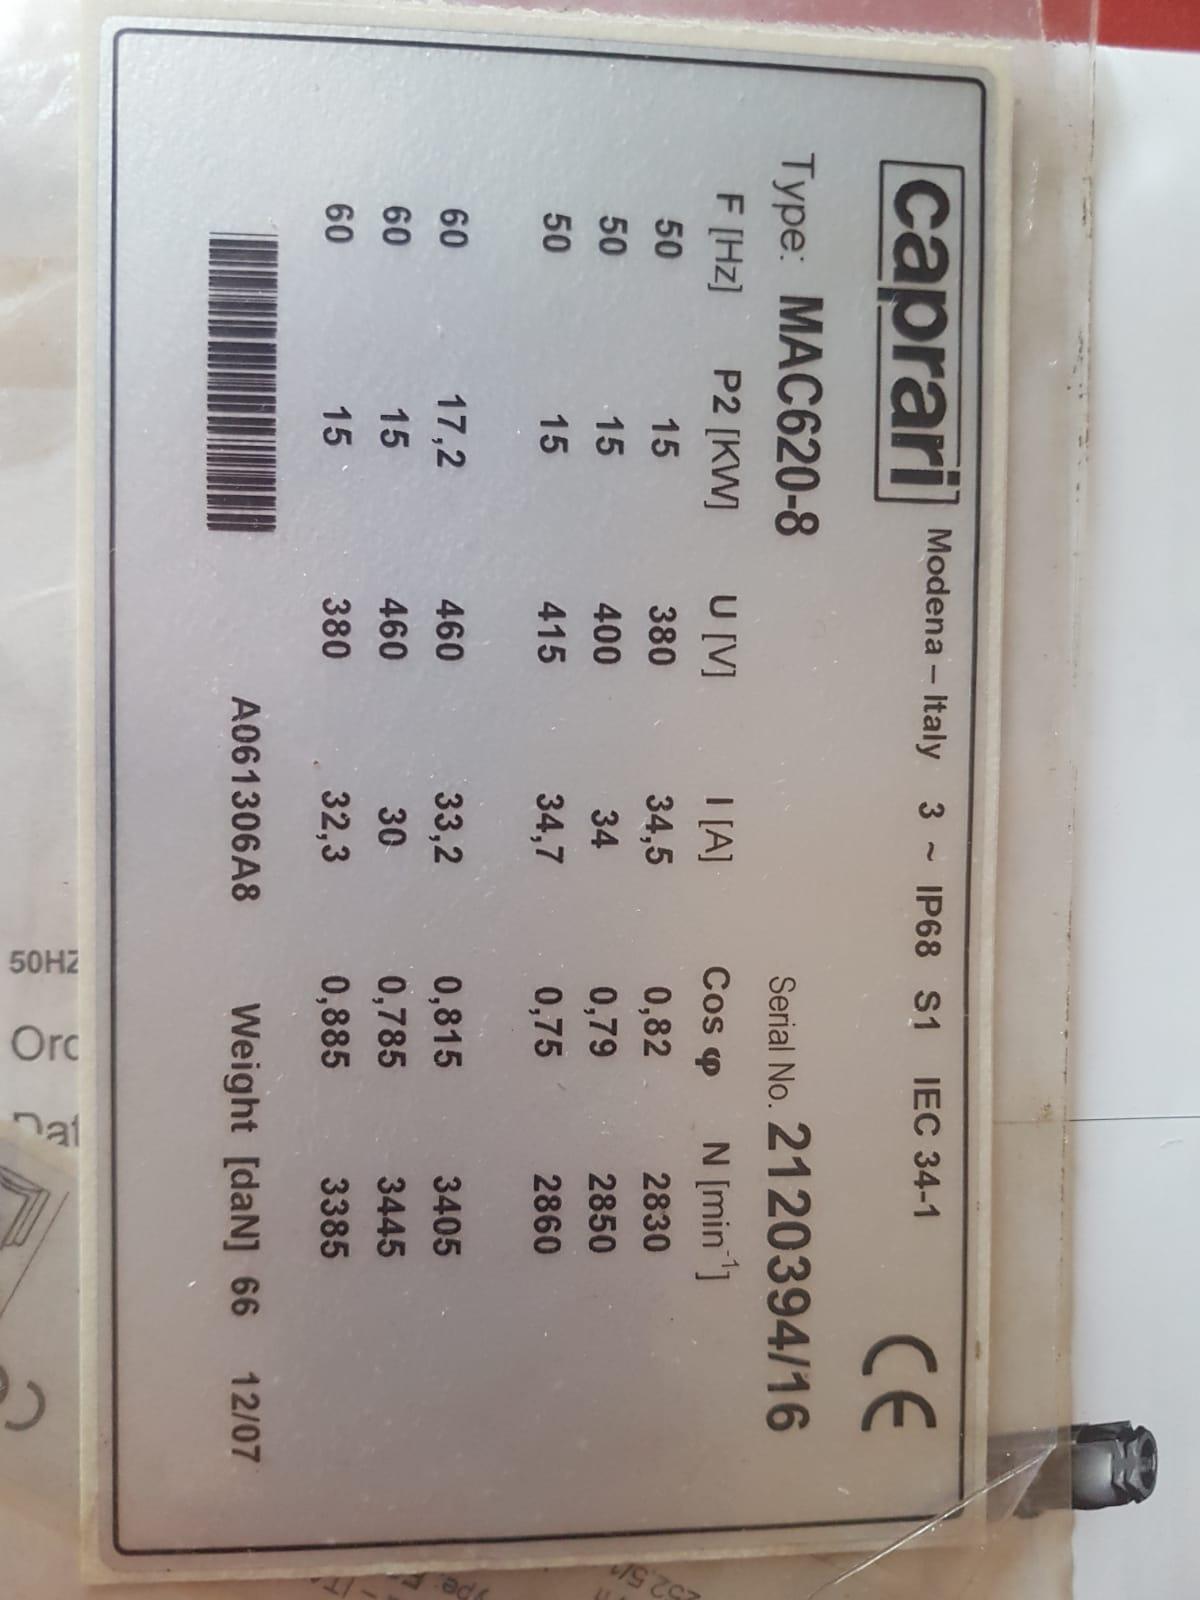 caprari Modena – Italy 3 ~ IP68 S1 IEC 34-1 CE
Type: MAC620-8 Serial No. 2120394/16
F [Hz] P2 [KW] U [V] I [A] Cos φ N [min⁻¹]
50 15 380 34,5 0,82 2830
50 15 400 34 0,79 2850
50 15 415 34,7 0,75 2860
60 17,2 460 33,2 0,815 3405
60 15 460 30 0,785 3445
60 15 380 32,3 0,885 3385
A061306A8 Weight [daN] 66 12/07
50HZ